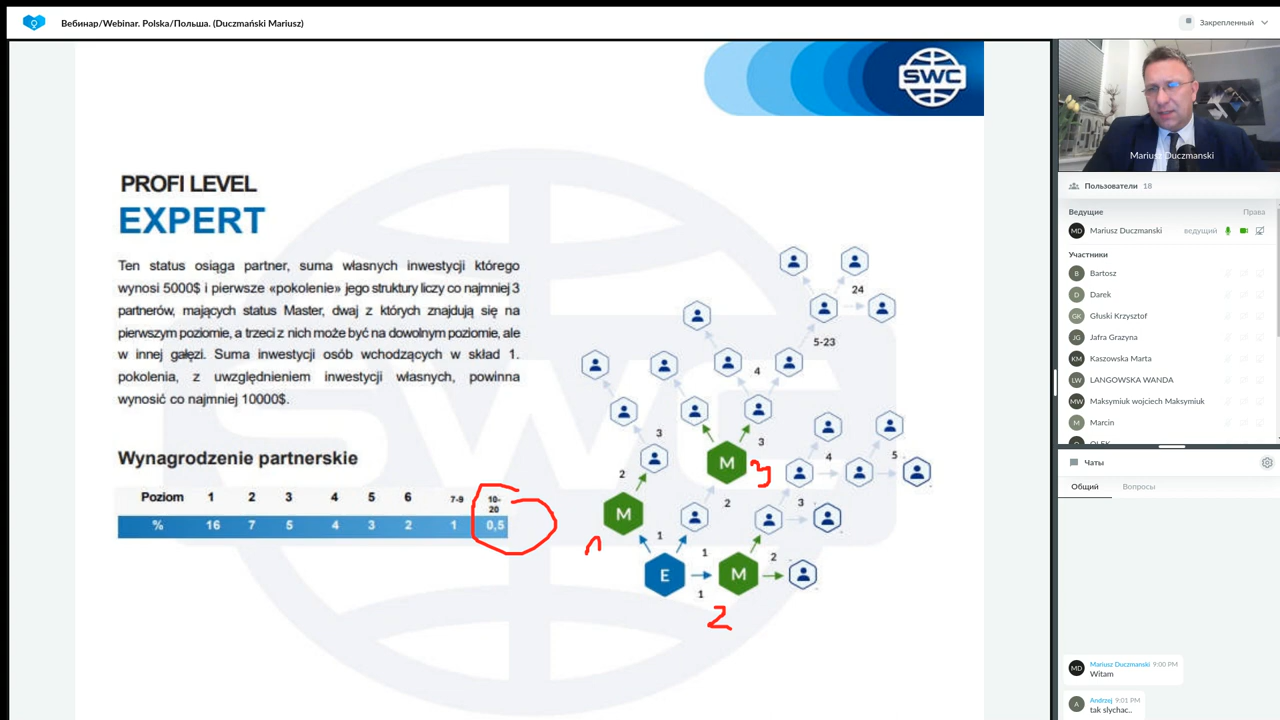 Вебинар/Webinar. Polska/Польша. (Duczmański Mariusz)
Закрепленный
SWC
PROFI LEVEL
EXPERT
Ten status osiąga partner, suma własnych inwestycji którego
wynosi 5000$ i pierwsze «pokolenie» jego struktury liczy co najmniej 3
partnerów, mających status Master, dwaj z których znajdują się na
pierwszym poziomie, a trzeci z nich może być na dowolnym poziomie, ale
w innej gałęzi. Suma inwestycji osób wchodzących w skład 1.
pokolenia, z uwzględnieniem inwestycji własnych, powinna
wynosić co najmniej 10000$.
Wynagrodzenie partnerskie
Poziom 1 2 3 4 5 6 7-9 10-
20
% 16 7 5 4 3 2 1 0,5
24
5-23
4
3
3
M
3
4
5
2
M
2
3
1
1
1
E
1
M
2
2
Mariusz Duczmanski
Пользователи 18
Ведущие Права
MD Mariusz Duczmanski ведущий
Участники
B Bartosz
D Darek
GK Głuski Krzysztof
JG Jafra Grazyna
KM Kaszowska Marta
LW LANGOWSKA WANDA
MW Maksymiuk wojciech Maksymiuk
M Marcin
Чаты
Общий Вопросы
MD Mariusz Duczmanski 9:00 PM
Witam
A Andrzej 9:01 PM
tak slychac..